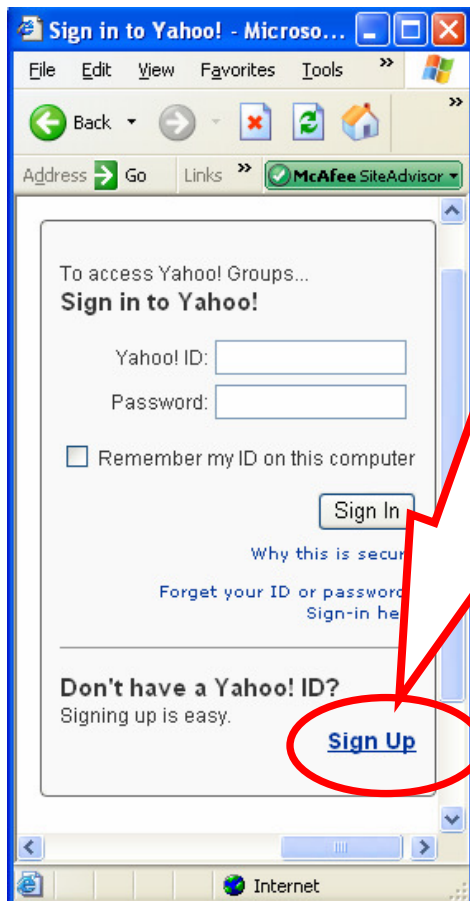 Sign in to Yahoo! - Microso...
File Edit View Favorites Tools »
Back »
Address Go Links » McAfee SiteAdvisor
To access Yahoo! Groups...
Sign in to Yahoo!
Yahoo! ID:
Password:
Remember my ID on this computer
Sign In
Why this is secur
Forget your ID or password
Sign-in he
Don't have a Yahoo! ID?
Signing up is easy.
Sign Up
Internet